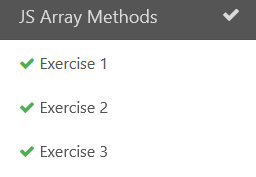 JS Array Methods
Exercise 1
Exercise 2
Exercise 3